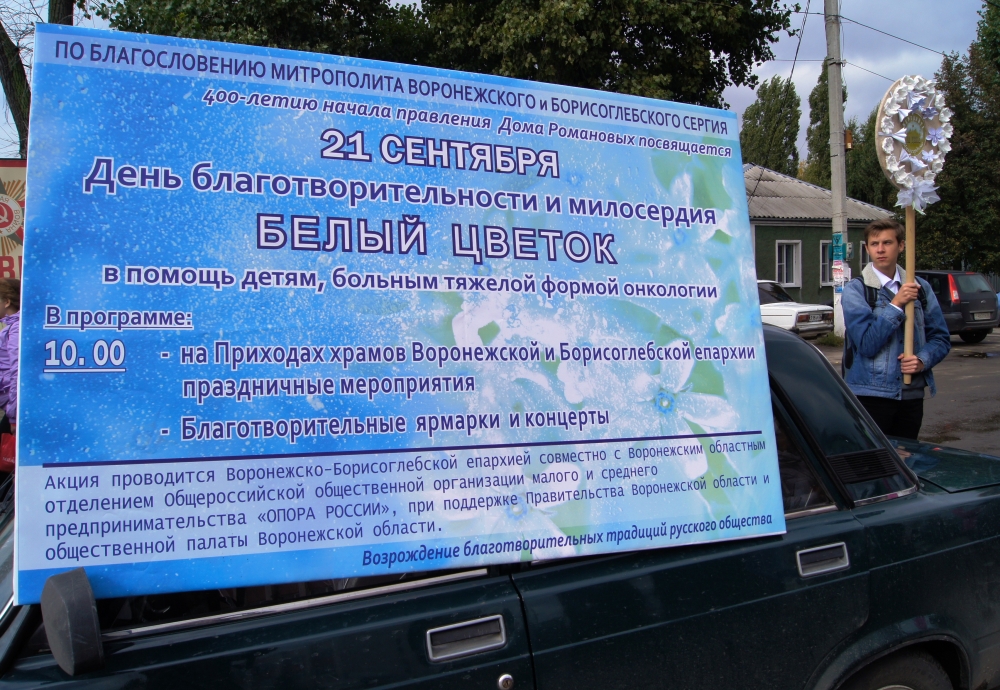 ПО БЛАГОСЛОВЕНИЮ МИТРОПОЛИТА ВОРОНЕЖСКОГО и БОРИСОГЛЕБСКОГО СЕРГИЯ
400-летию начала правления Дома Романовых посвящается
21 СЕНТЯБРЯ
День благотворительности и милосердия
БЕЛЫЙ ЦВЕТОК
в помощь детям, больным тяжелой формой онкологии
В программе:
10.00 - на Приходах храмов Воронежской и Борисоглебской епархии
праздничные мероприятия
- Благотворительные ярмарки и концерты
Акция проводится Воронежско-Борисоглебской епархией совместно с Воронежским областным
отделением Общероссийской общественной организации малого и среднего
предпринимательства «ОПОРА РОССИИ», при поддержке Правительства Воронежской области и
общественной палаты Воронежской области.
Возрождение благотворительных традиций русского общества